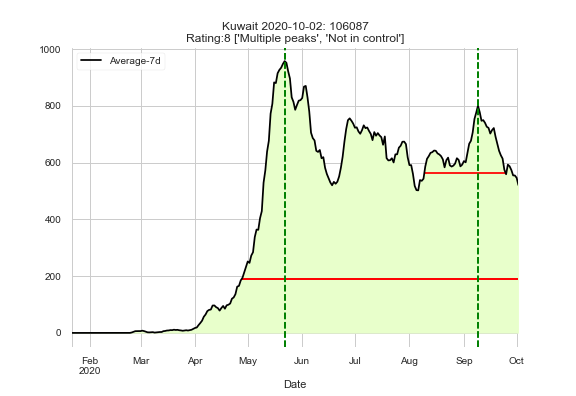 Kuwait 2020-10-02: 106087
Rating:8 ['Multiple peaks', 'Not in control']
Average-7d
1000
800
600
400
200
0
Feb Mar Apr May Jun Jul Aug Sep Oct
2020
Date